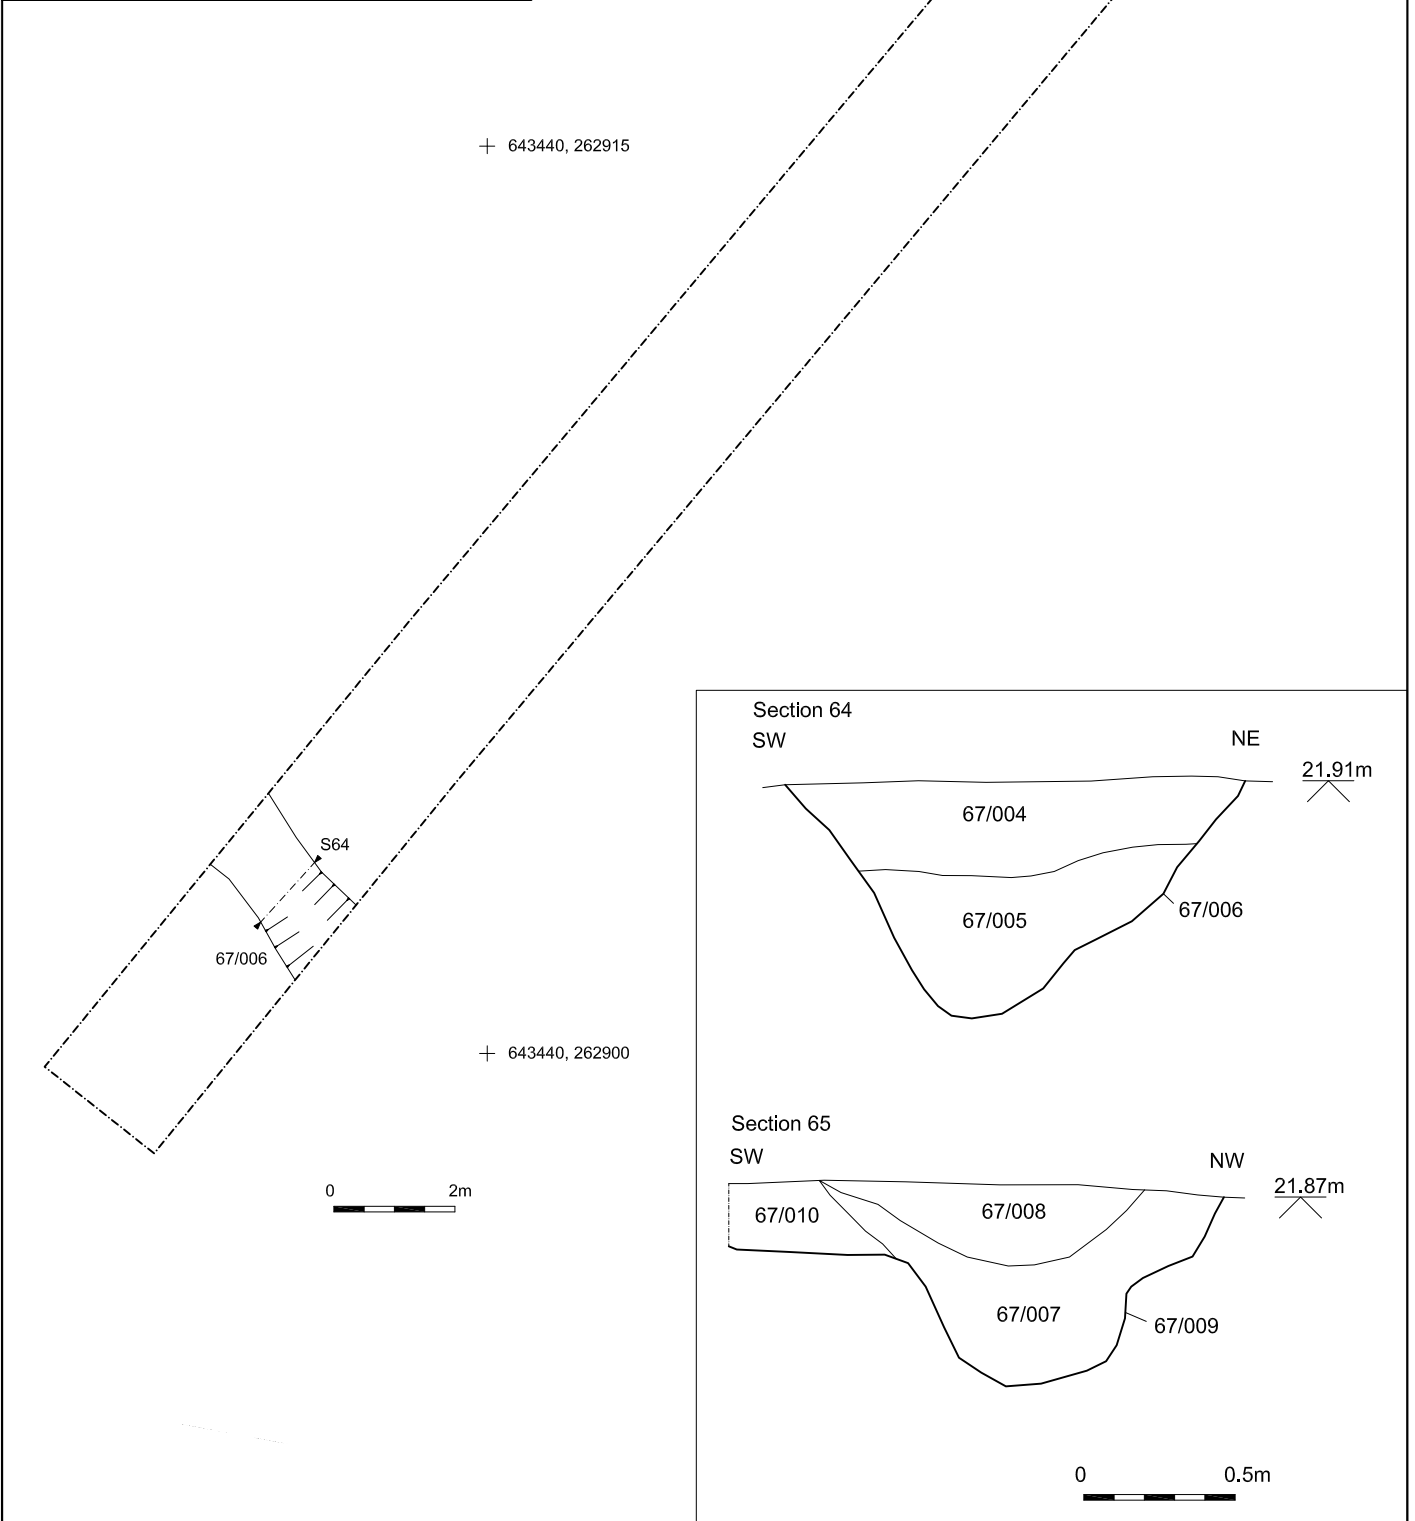 643440, 262915
S64
67/006
643440, 262900
0 2m
Section 64
SW NE
21.91m
67/004
67/005
67/006
Section 65
SW NW
21.87m
67/010
67/008
67/007
67/009
0 0.5m